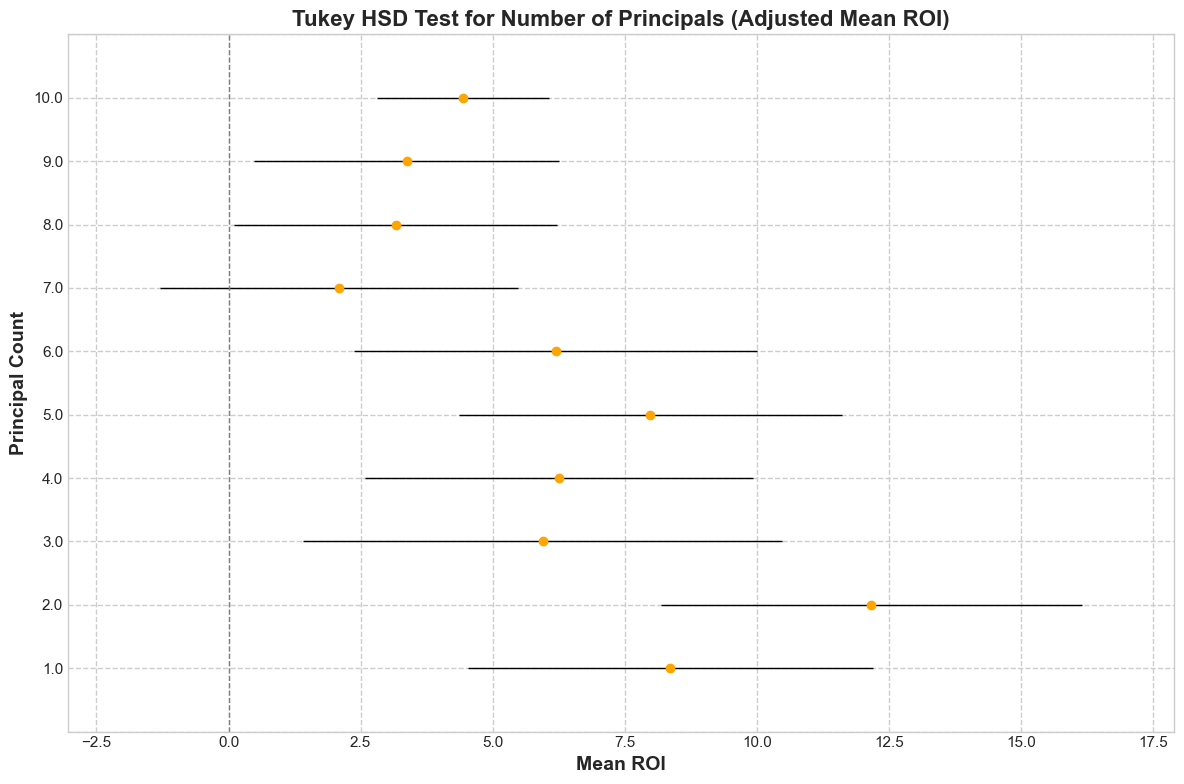 Tukey HSD Test for Number of Principals (Adjusted Mean ROI)
10.0
9.0
8.0
7.0
6.0
5.0
4.0
3.0
2.0
1.0
Principal Count
−2.5 0.0 2.5 5.0 7.5 10.0 12.5 15.0 17.5
Mean ROI